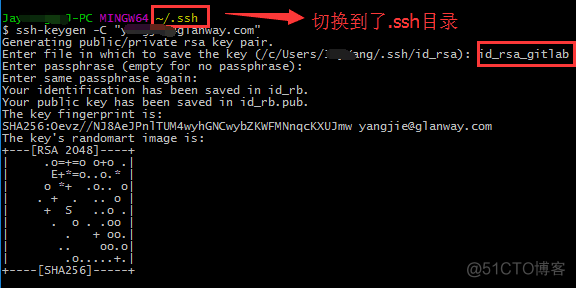 Jay PC MINGW64 ~/.ssh
切换到了.ssh目录
$ ssh-keygen -C "y @glanway.com"
Generating public/private rsa key pair.
Enter file in which to save the key (/c/Users/ ang/.ssh/id_rsa): id_rsa_gitlab
Enter passphrase (empty for no passphrase):
Enter same passphrase again:
Your identification has been saved in id_rb.
Your public key has been saved in id_rb.pub.
The key fingerprint is:
SHA256:Oevz//NJ8AeJPnlTUM4wyhGNCwybZKWFMNnqcKXUJmw yangjie@glanway.com
The key's randomart image is:
+---[RSA 2048]----+
|     .o=+=o o+o .|
|      E+*=o..o.* |
|     o *+  .o.. o|
|    . + .  .. . o |
|     +  S   ..o .|
|      .  o . .oo |
|         .  + oo.|
|       ..    oo.o|
|        .o.....+.|
+----[SHA256]-----+
@51CTO博客